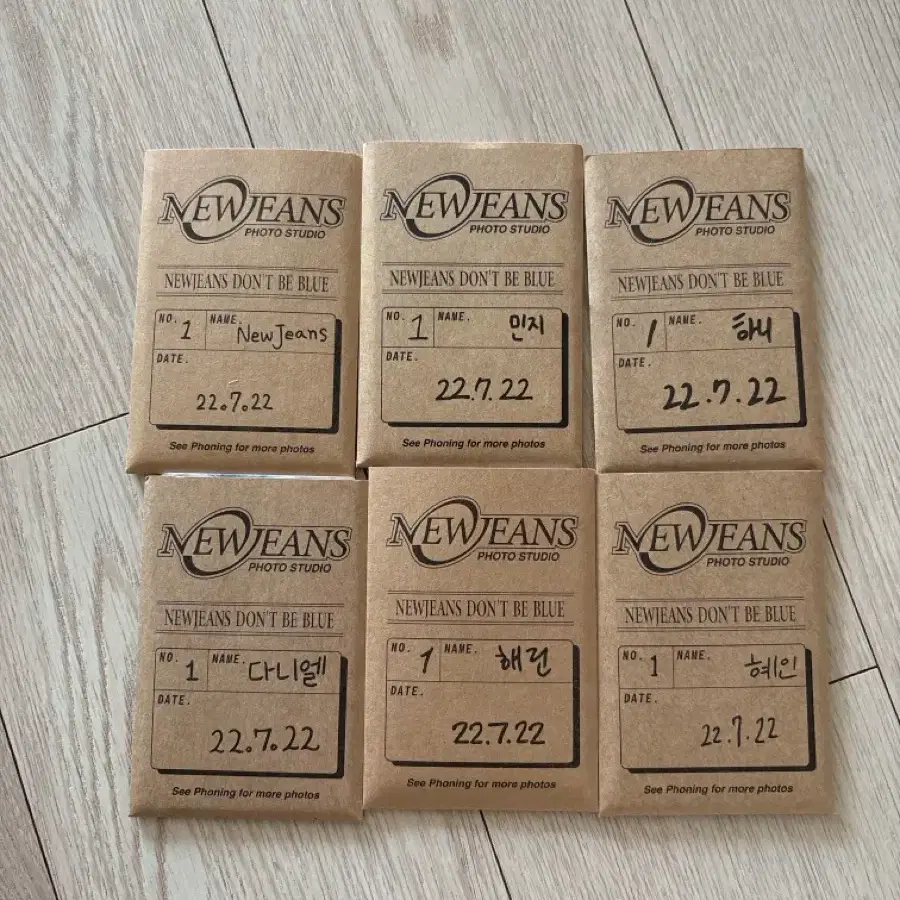 NEWJEANS
PHOTO STUDIO
NEWJEANS DON'T BE BLUE
NO. 1 NAME. NewJeans
DATE.
22.7.22
See Phoning for more photos
NEWJEANS
PHOTO STUDIO
NEWJEANS DON'T BE BLUE
NO. 1 NAME. 민지
DATE.
22.7.22
See Phoning for more photos
NEWJEANS
PHOTO STUDIO
NEWJEANS DON'T BE BLUE
NO. 1 NAME. 하니
DATE.
22.7.22
See Phoning for more photos
NEWJEANS
PHOTO STUDIO
NEWJEANS DON'T BE BLUE
NO. 1 NAME. 다니엘
DATE.
22.7.22
See Phoning for more photos
NEWJEANS
PHOTO STUDIO
NEWJEANS DON'T BE BLUE
NO. 1 NAME. 해린
DATE.
22.7.22
See Phoning for more photos
NEWJEANS
PHOTO STUDIO
NEWJEANS DON'T BE BLUE
NO. 1 NAME. 혜인
DATE.
22.7.22
See Phoning for more photos